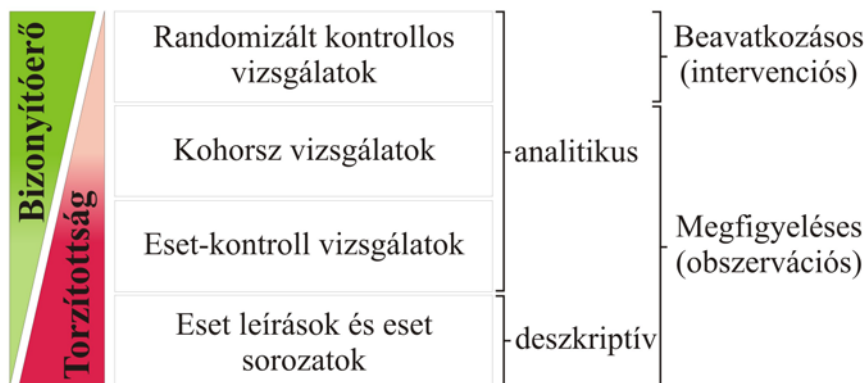 Bizonyítóerő
Torzítottság
Randomizált kontrollos
vizsgálatok
Kohorsz vizsgálatok
Eset-kontroll vizsgálatok
Eset leírások és eset
sorozatok
analitikus
deszkriptív
Beavatkozásos
(intervenciós)
Megfigyeléses
(obszervációs)